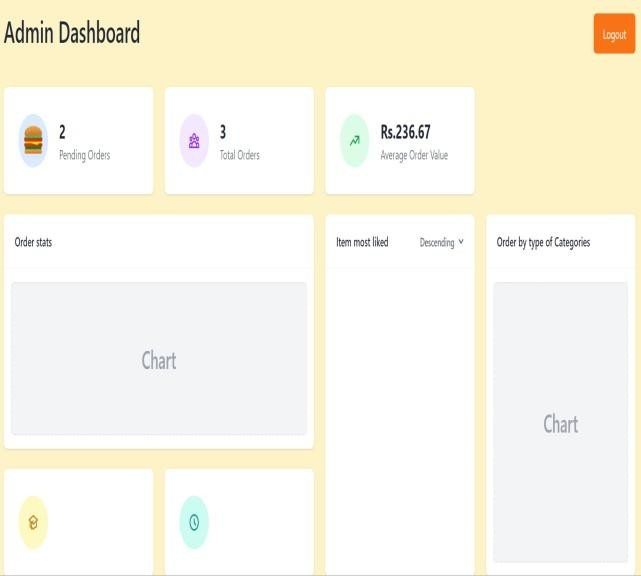 Admin Dashboard
Logout
2
Pending Orders
3
Total Orders
Rs.236.67
Average Order Value
Order stats
Item most liked
Descending
Order by type of Categories
Chart
Chart